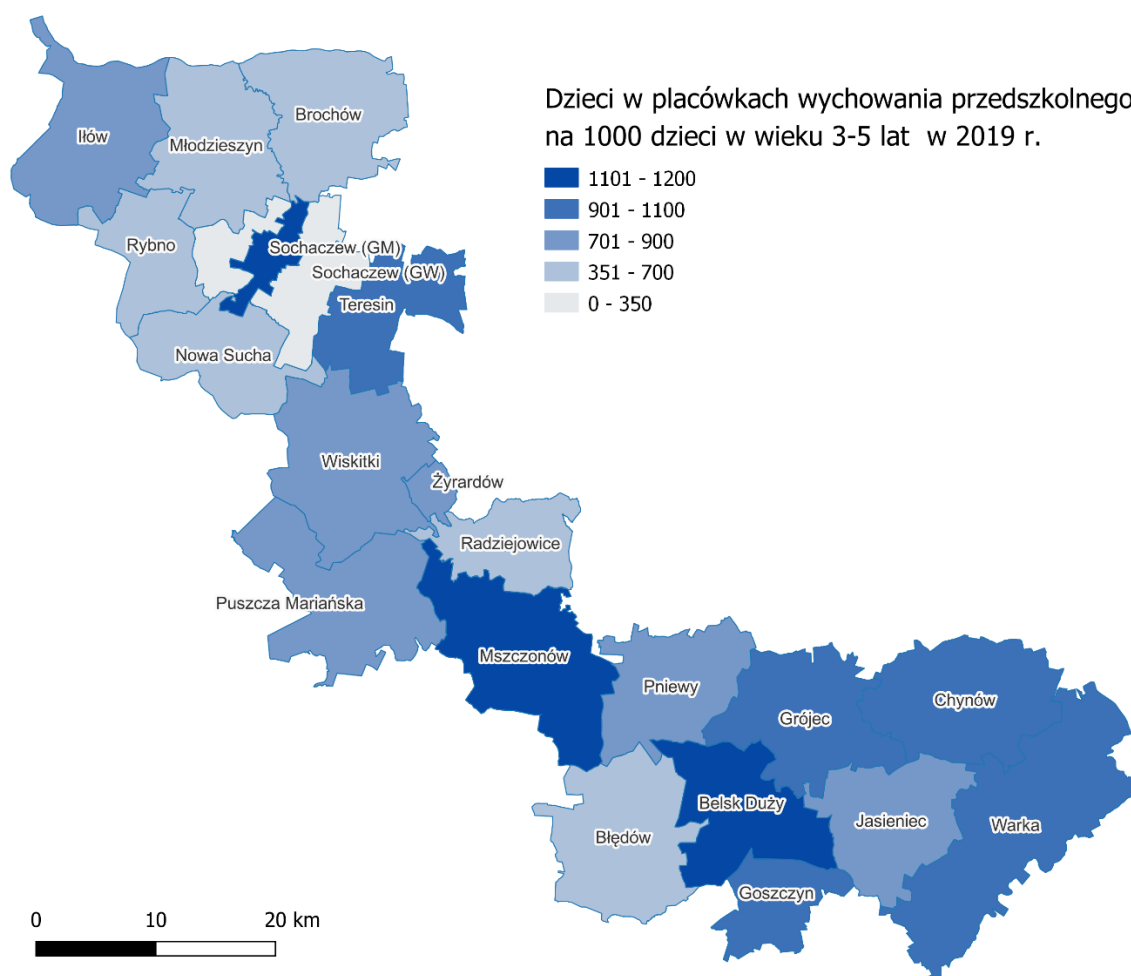 Dzieci w placówkach wychowania przedszkolnego
na 1000 dzieci w wieku 3-5 lat w 2019 r.
1101 - 1200
901 - 1100
701 - 900
351 - 700
0 - 350
Iłów
Młodzieszyn
Brochów
Rybno
Sochaczew (GM)
Sochaczew (GW)
Teresin
Nowa Sucha
Wiskitki
Żyrardów
Radziejowice
Puszcza Mariańska
Mszczonów
Pniewy
Grójec
Chynów
Belsk Duży
Błędów
Jasieniec
Warka
Goszczyn
0 10 20 km